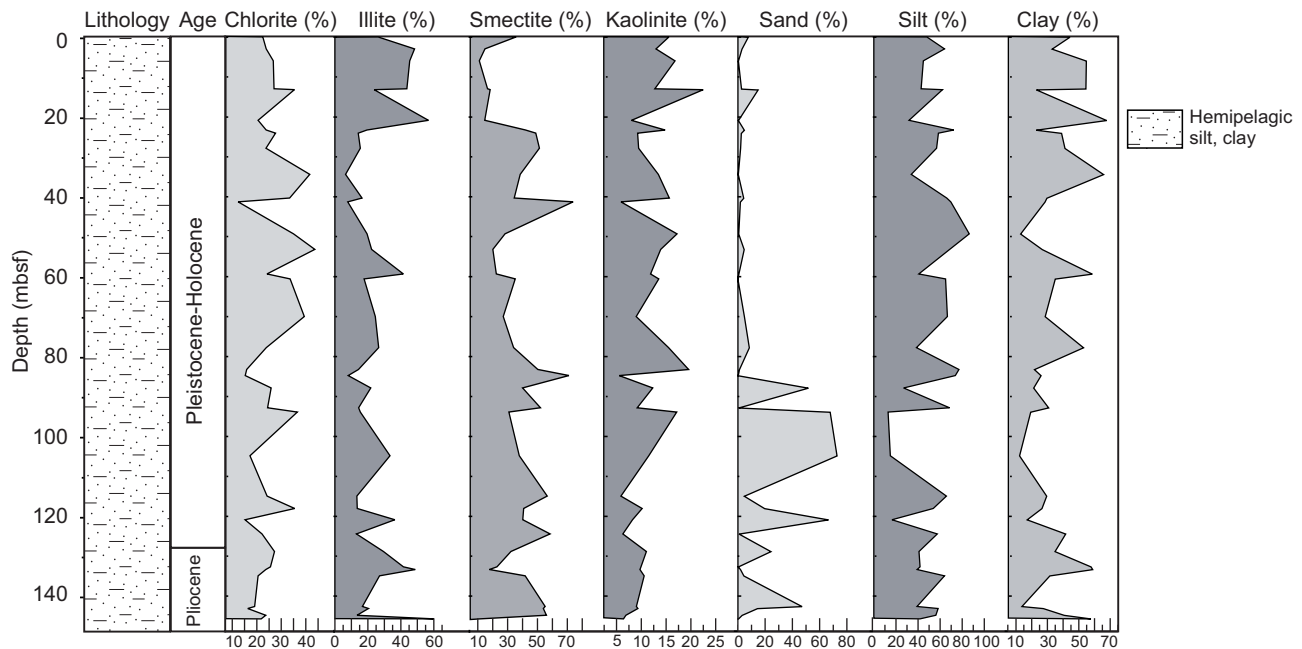 Lithology Age Chlorite (%) Illite (%) Smectite (%) Kaolinite (%) Sand (%) Silt (%) Clay (%)
0
20
40
60
80
100
120
140
Depth (mbsf)
Pleistocene-Holocene
Pliocene
Hemipelagic
silt, clay
10 20 30 40 0 20 40 60 10 30 50 70 5 10 15 20 25 0 20 40 60 80 0 20 40 60 80 100 10 30 50 70